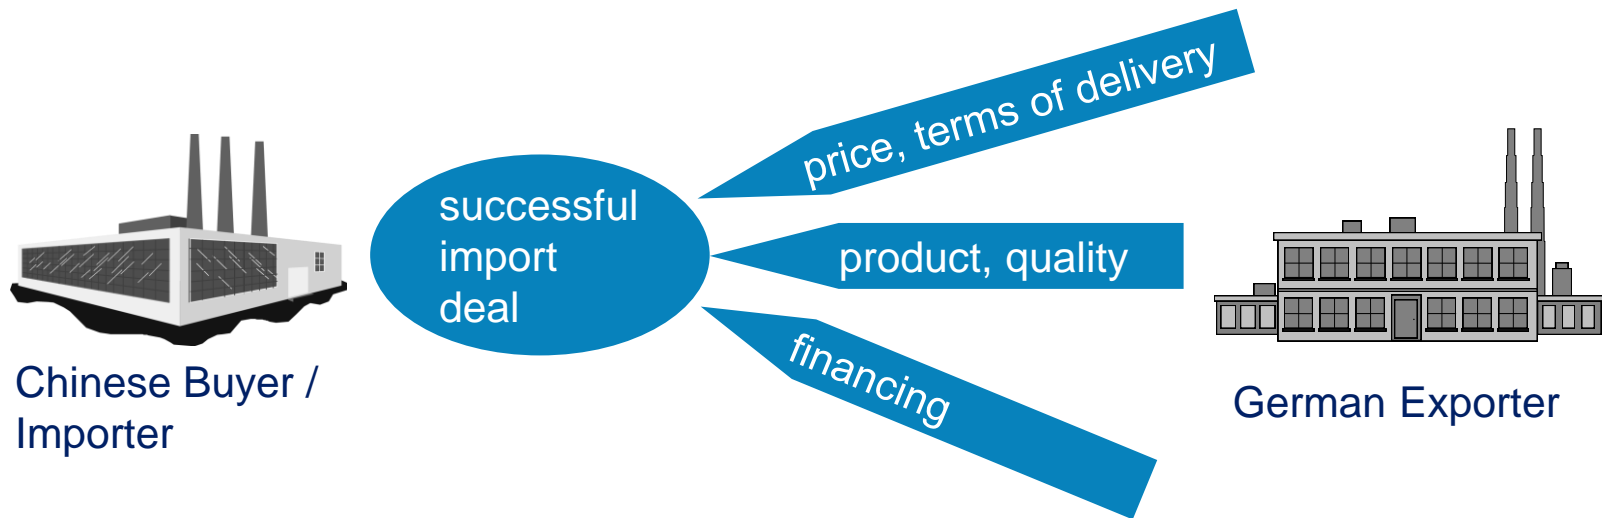 price, terms of delivery
successful
import
deal
product, quality
financing
Chinese Buyer /
Importer
German Exporter